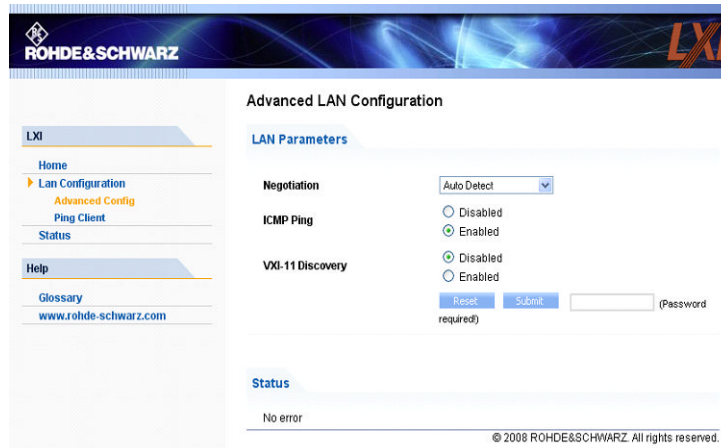 ROHDE&SCHWARZ
LXI
Advanced LAN Configuration
LXI
Home
Lan Configuration
Advanced Config
Ping Client
Status
Help
Glossary
www.rohde-schwarz.com
LAN Parameters
Negotiation Auto Detect
ICMP Ping
Disabled
Enabled
VXI-11 Discovery
Disabled
Enabled
Reset Submit (Password
required!)
Status
No error
© 2008 ROHDE&SCHWARZ. All rights reserved.